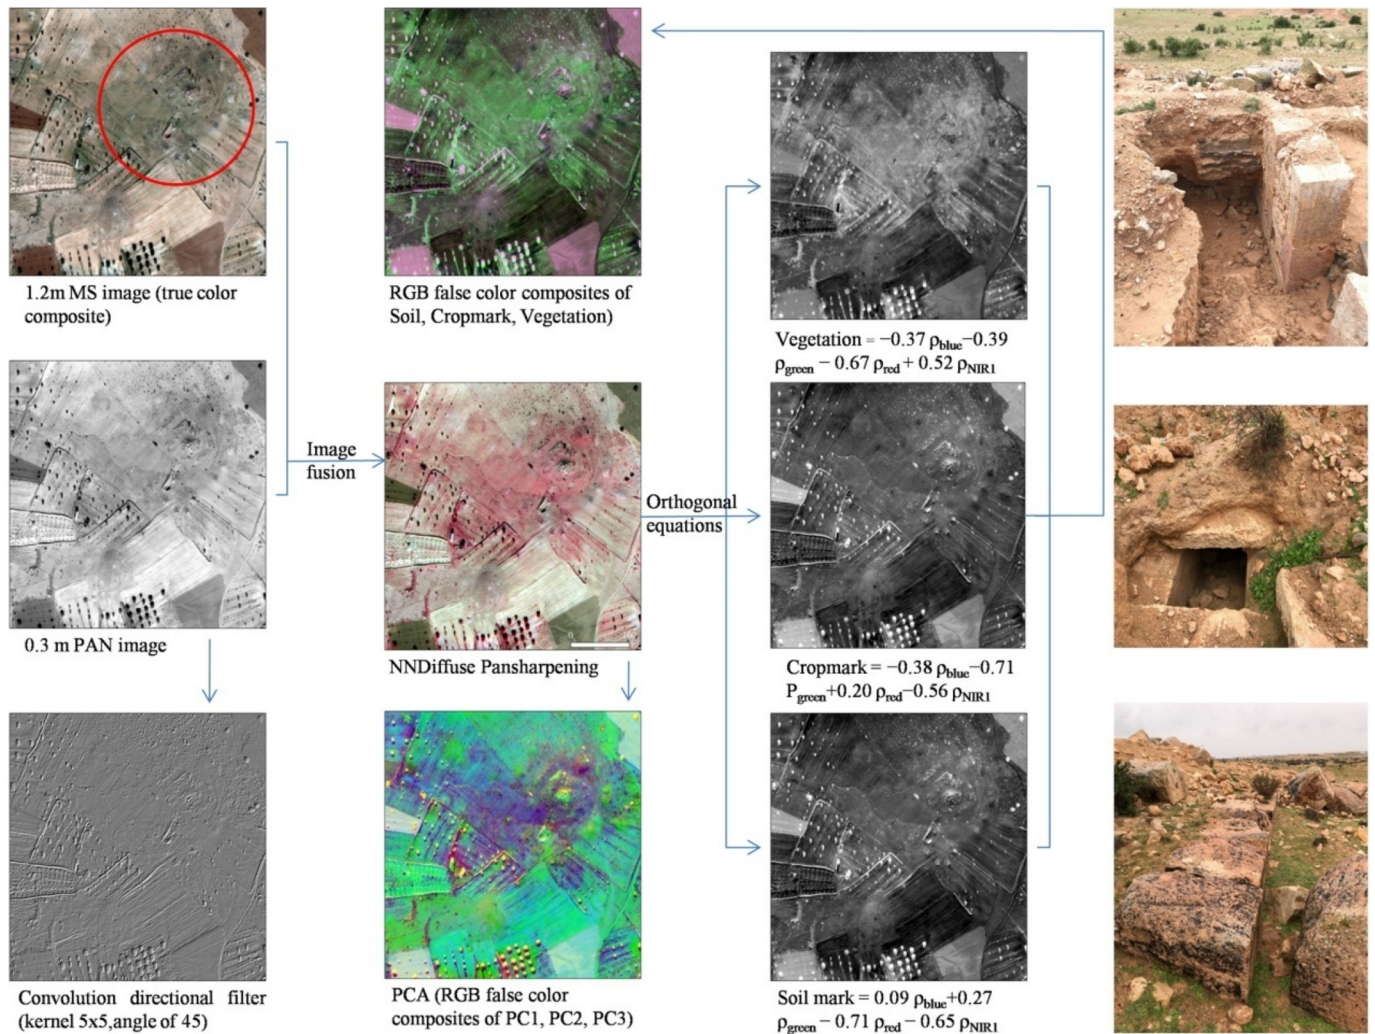 1.2m MS image (true color
composite)
RGB false color composites of
Soil, Cropmark, Vegetation)
Vegetation = −0.37 ρblue−0.39
ρgreen − 0.67 ρred + 0.52 ρNIR1
Image
fusion
Orthogonal
equations
0.3 m PAN image
NNDiffuse Pansharpening
Cropmark = −0.38 ρblue−0.71
Pgreen+0.20 ρred−0.56 ρNIR1
Convolution directional filter
(kernel 5x5,angle of 45)
PCA (RGB false color
composites of PC1, PC2, PC3)
Soil mark = 0.09 ρblue+0.27
ρgreen − 0.71 ρred − 0.65 ρNIR1